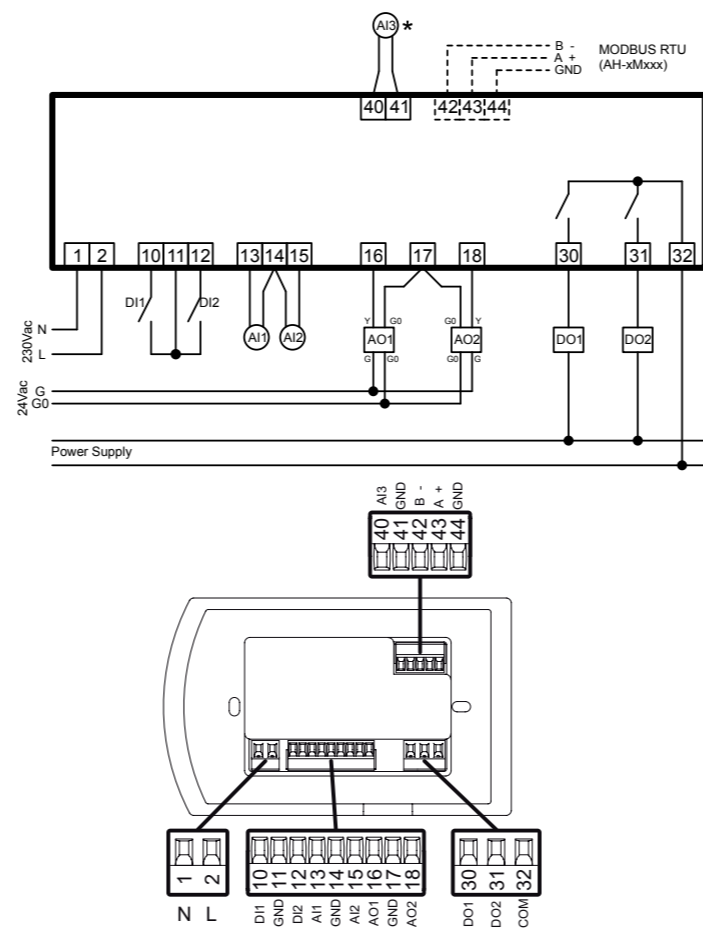 AI3 *
B -
A +
GND
MODBUS RTU
(AH-xMxxx)
40 41 42 43 44
1 2 10 11 12 13 14 15 16 17 18 30 31 32
DI1 DI2
AI1 AI2
Y G0 G0 Y
AO1 AO2
G G0 G0 G
DO1 DO2
230Vac
N
L
24Vac
G
G0
Power Supply
AI3 GND B - A + GND
40 41 42 43 44
1 2
N L
10 11 12 13 14 15 16 17 18
DI1 GND DI2 AI1 GND AI2 AO1 GND AO2
30 31 32
DO1 DO2 COM